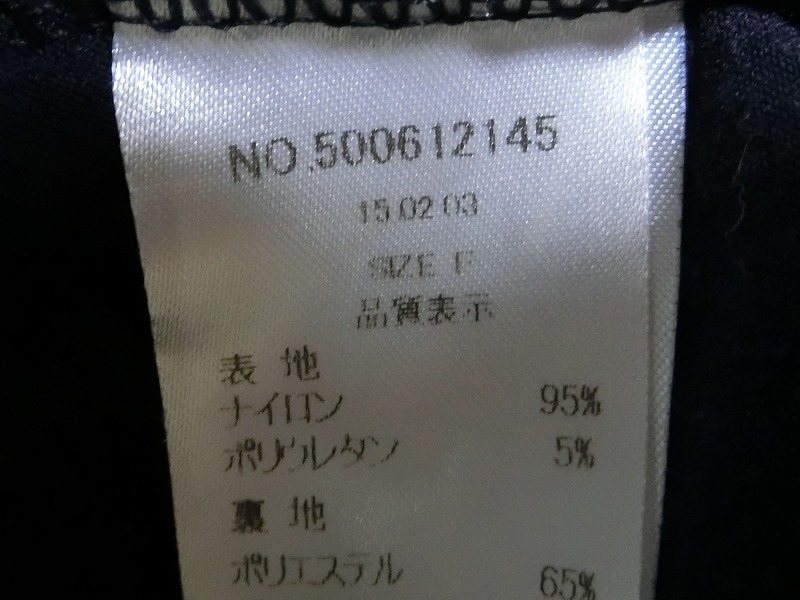 NO.500612145
15.02.03
SIZE F
品質表示
表 地
ナイロン 95%
ポリウレタン 5%
裏 地
ポリエステル 65%